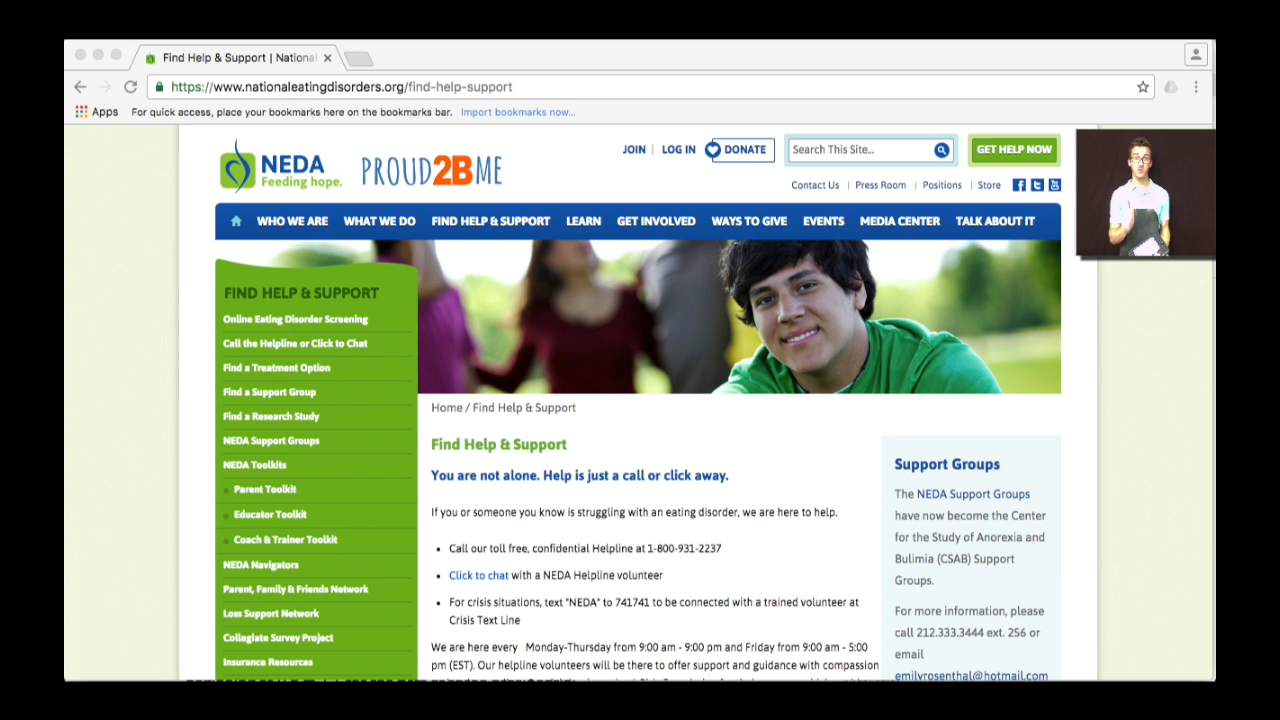 Find Help & Support | National
https://www.nationaleatingdisorders.org/find-help-support
Apps For quick access, place your bookmarks here on the bookmarks bar. Import bookmarks now...
NEDA
Feeding hope.
PROUD2BME
JOIN | LOG IN DONATE Search This Site... GET HELP NOW
Contact Us | Press Room | Positions | Store
WHO WE ARE WHAT WE DO FIND HELP & SUPPORT LEARN GET INVOLVED WAYS TO GIVE EVENTS MEDIA CENTER TALK ABOUT IT
FIND HELP & SUPPORT
Online Eating Disorder Screening
Call the Helpline or Click to Chat
Find a Treatment Option
Find a Support Group
Find a Research Study
NEDA Support Groups
NEDA Toolkits
Parent Toolkit
Educator Toolkit
Coach & Trainer Toolkit
NEDA Navigators
Parent, Family & Friends Network
Loss Support Network
Collegiate Survey Project
Insurance Resources
Home / Find Help & Support
Find Help & Support
You are not alone. Help is just a call or click away.
If you or someone you know is struggling with an eating disorder, we are here to help.
• Call our toll free, confidential Helpline at 1-800-931-2237
• Click to chat with a NEDA Helpline volunteer
• For crisis situations, text "NEDA" to 741741 to be connected with a trained volunteer at
Crisis Text Line
We are here every Monday-Thursday from 9:00 am - 9:00 pm and Friday from 9:00 am - 5:00
pm (EST). Our helpline volunteers will be there to offer support and guidance with compassion
Support Groups
The NEDA Support Groups
have now become the Center
for the Study of Anorexia and
Bulimia (CSAB) Support
Groups.
For more information, please
call 212.333.3444 ext. 256 or
email
emilyrosenthal@hotmail.com